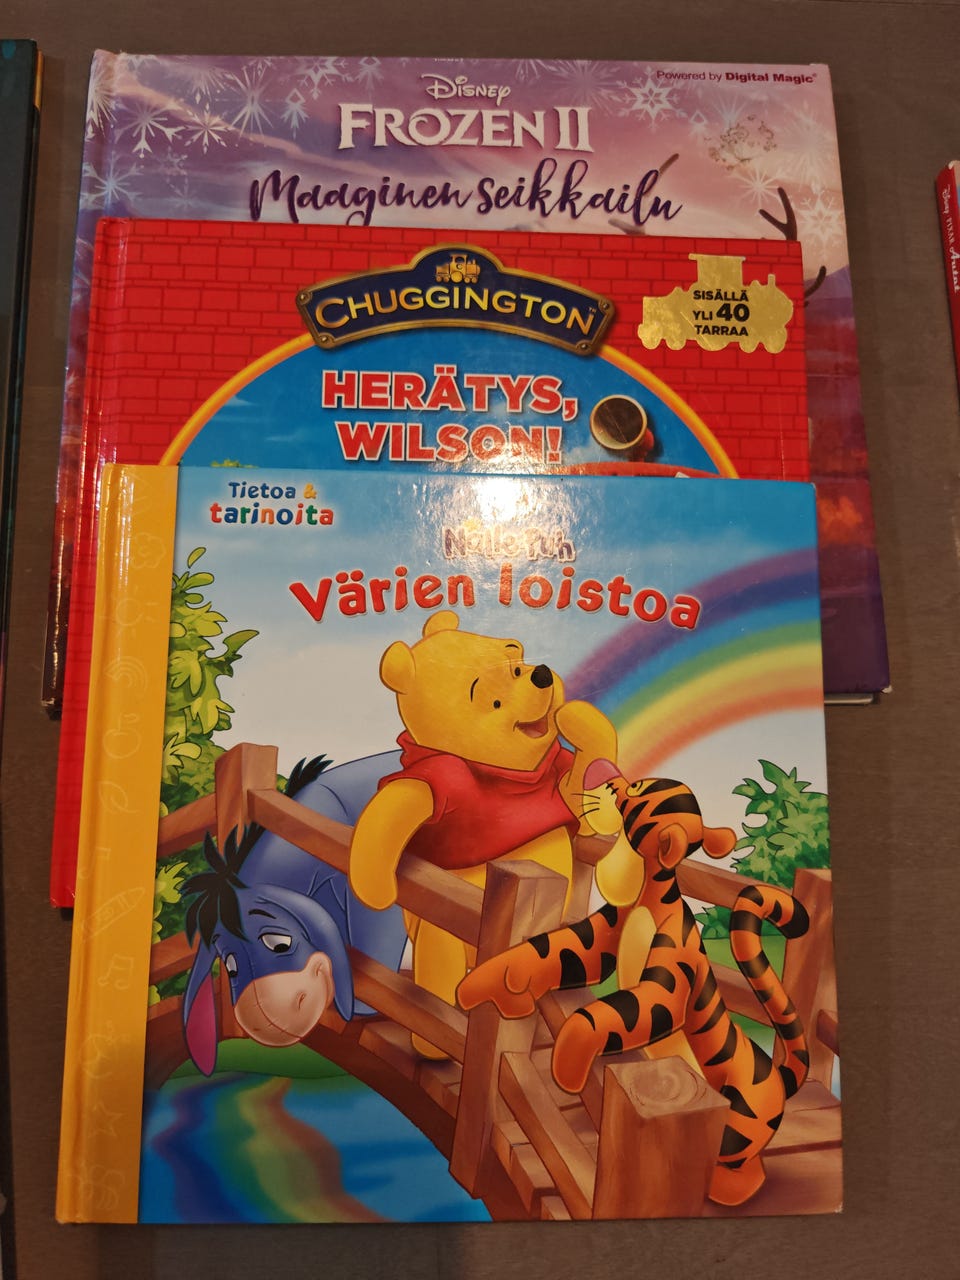 Powered by Digital Magic®
Disney
FROZEN II
Maaginen seikkailu
CHUGGINGTON™
SISÄLLÄ
YLI 40
TARRAA
HERÄTYS,
WILSON!
Tietoa &
tarinoita
Nalle Puh
Värien loistoa